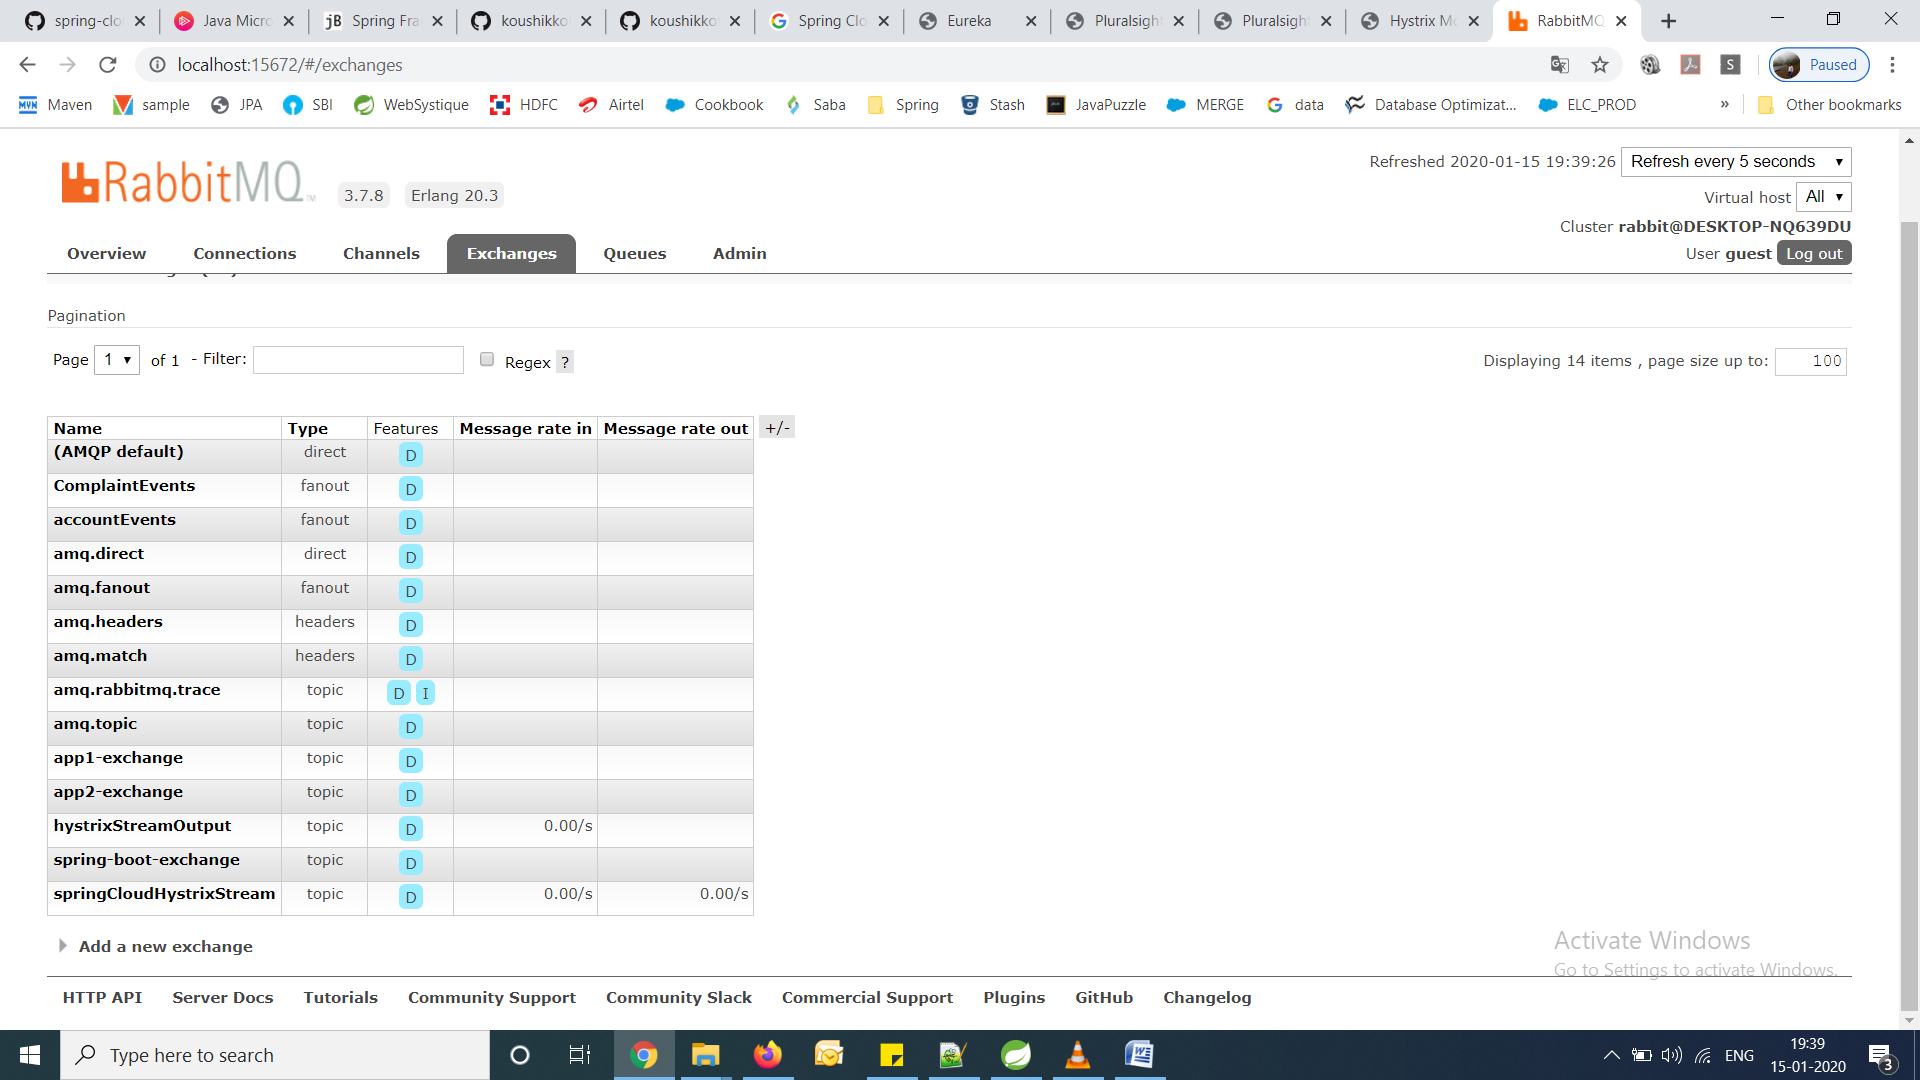 spring-clo
Java Micro
Spring Fra
koushikko
koushikko
Spring Clo
Eureka
Pluralsight
Pluralsight
Hystrix Mo
RabbitMQ
localhost:15672/#/exchanges
Paused
Maven
sample
JPA
SBI
WebSystique
HDFC
Airtel
Cookbook
Saba
Spring
Stash
JavaPuzzle
MERGE
data
Database Optimizat...
ELC_PROD
»
Other bookmarks
RabbitMQ™
3.7.8
Erlang 20.3
Refreshed 2020-01-15 19:39:26 Refresh every 5 seconds
Virtual host All
Cluster rabbit@DESKTOP-NQ639DU
User guest Log out
Overview Connections Channels Exchanges Queues Admin
Pagination
Page 1 of 1 - Filter: Regex ?
Displaying 14 items , page size up to: 100
Name Type Features Message rate in Message rate out +/-
(AMQP default) direct D
ComplaintEvents fanout D
accountEvents fanout D
amq.direct direct D
amq.fanout fanout D
amq.headers headers D
amq.match headers D
amq.rabbitmq.trace topic D I
amq.topic topic D
app1-exchange topic D
app2-exchange topic D
hystrixStreamOutput topic D 0.00/s
spring-boot-exchange topic D
springCloudHystrixStream topic D 0.00/s 0.00/s
Add a new exchange
Activate Windows
Go to Settings to activate Windows.
HTTP API Server Docs Tutorials Community Support Community Slack Commercial Support Plugins GitHub Changelog
Type here to search
ENG
19:39
15-01-2020
3